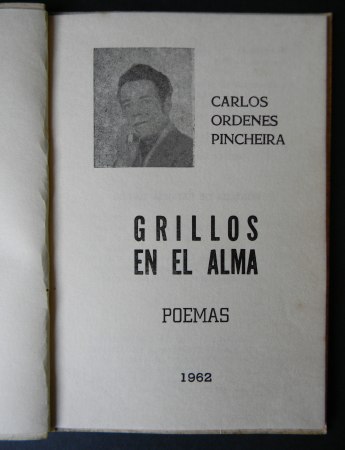 CARLOS
ORDENES
PINCHEIRA
GRILLOS
EN EL ALMA
POEMAS
1962